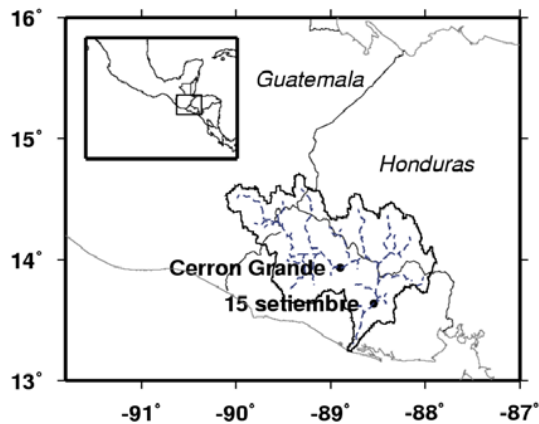 16°
Guatemala
15°
Honduras
14°
Cerron Grande
15 setiembre
13°
-91° -90° -89° -88° -87°